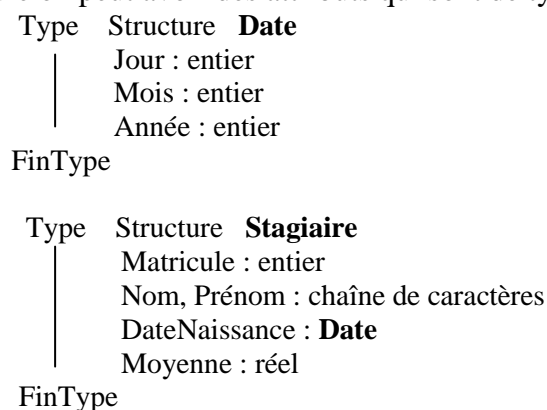 Type Structure Date
Jour : entier
Mois : entier
Année : entier
FinType
Type Structure Stagiaire
Matricule : entier
Nom, Prénom : chaîne de caractères
DateNaissance : Date
Moyenne : réel
FinType